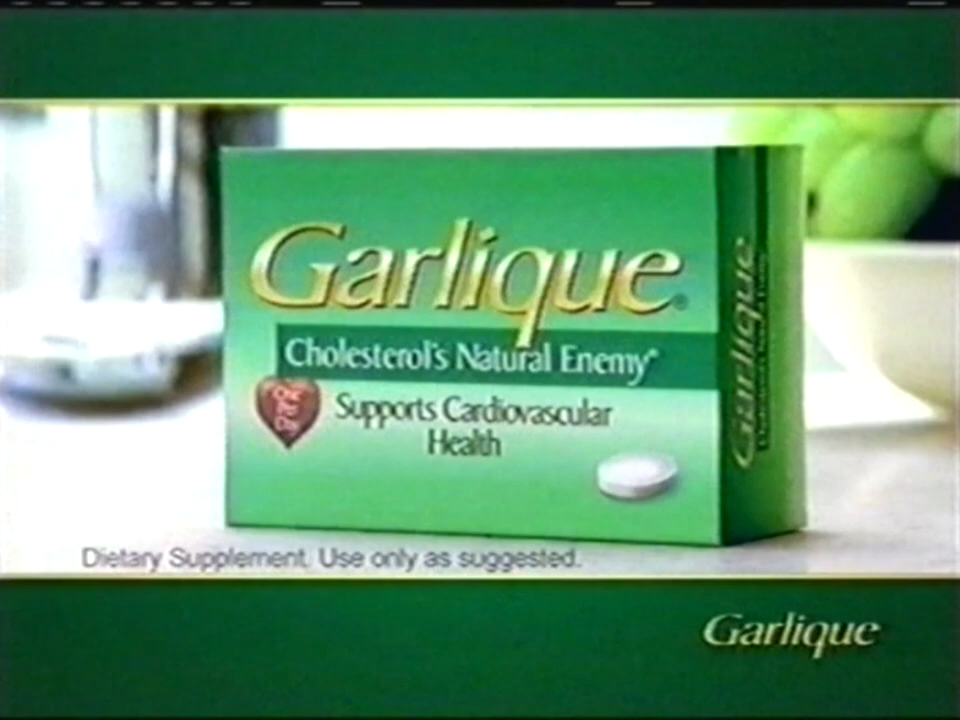 Garlique®
Cholesterol's Natural Enemy*
Supports Cardiovascular
Health
Garlique
Dietary Supplement. Use only as suggested.
Garlique